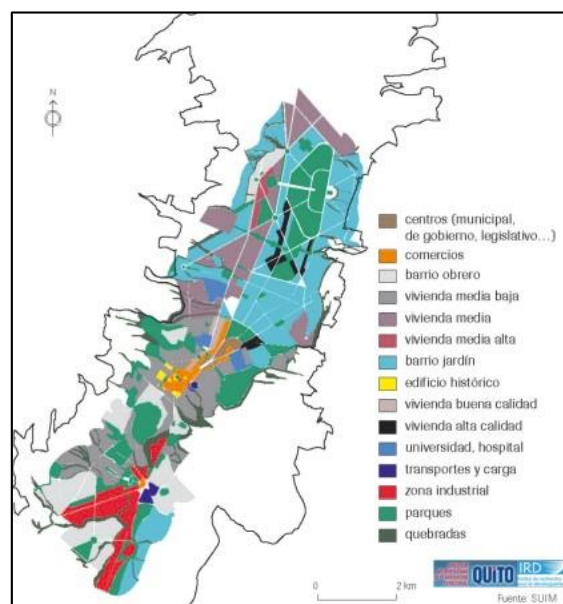 N
centros (municipal,
de gobierno, legislativo...)
comercios
barrio obrero
vivienda media baja
vivienda media
vivienda media alta
barrio jardín
edificio histórico
vivienda buena calidad
vivienda alta calidad
universidad, hospital
transportes y carga
zona industrial
parques
quebradas
QUITO
IRD
0 2 km
Fuente: SUIM